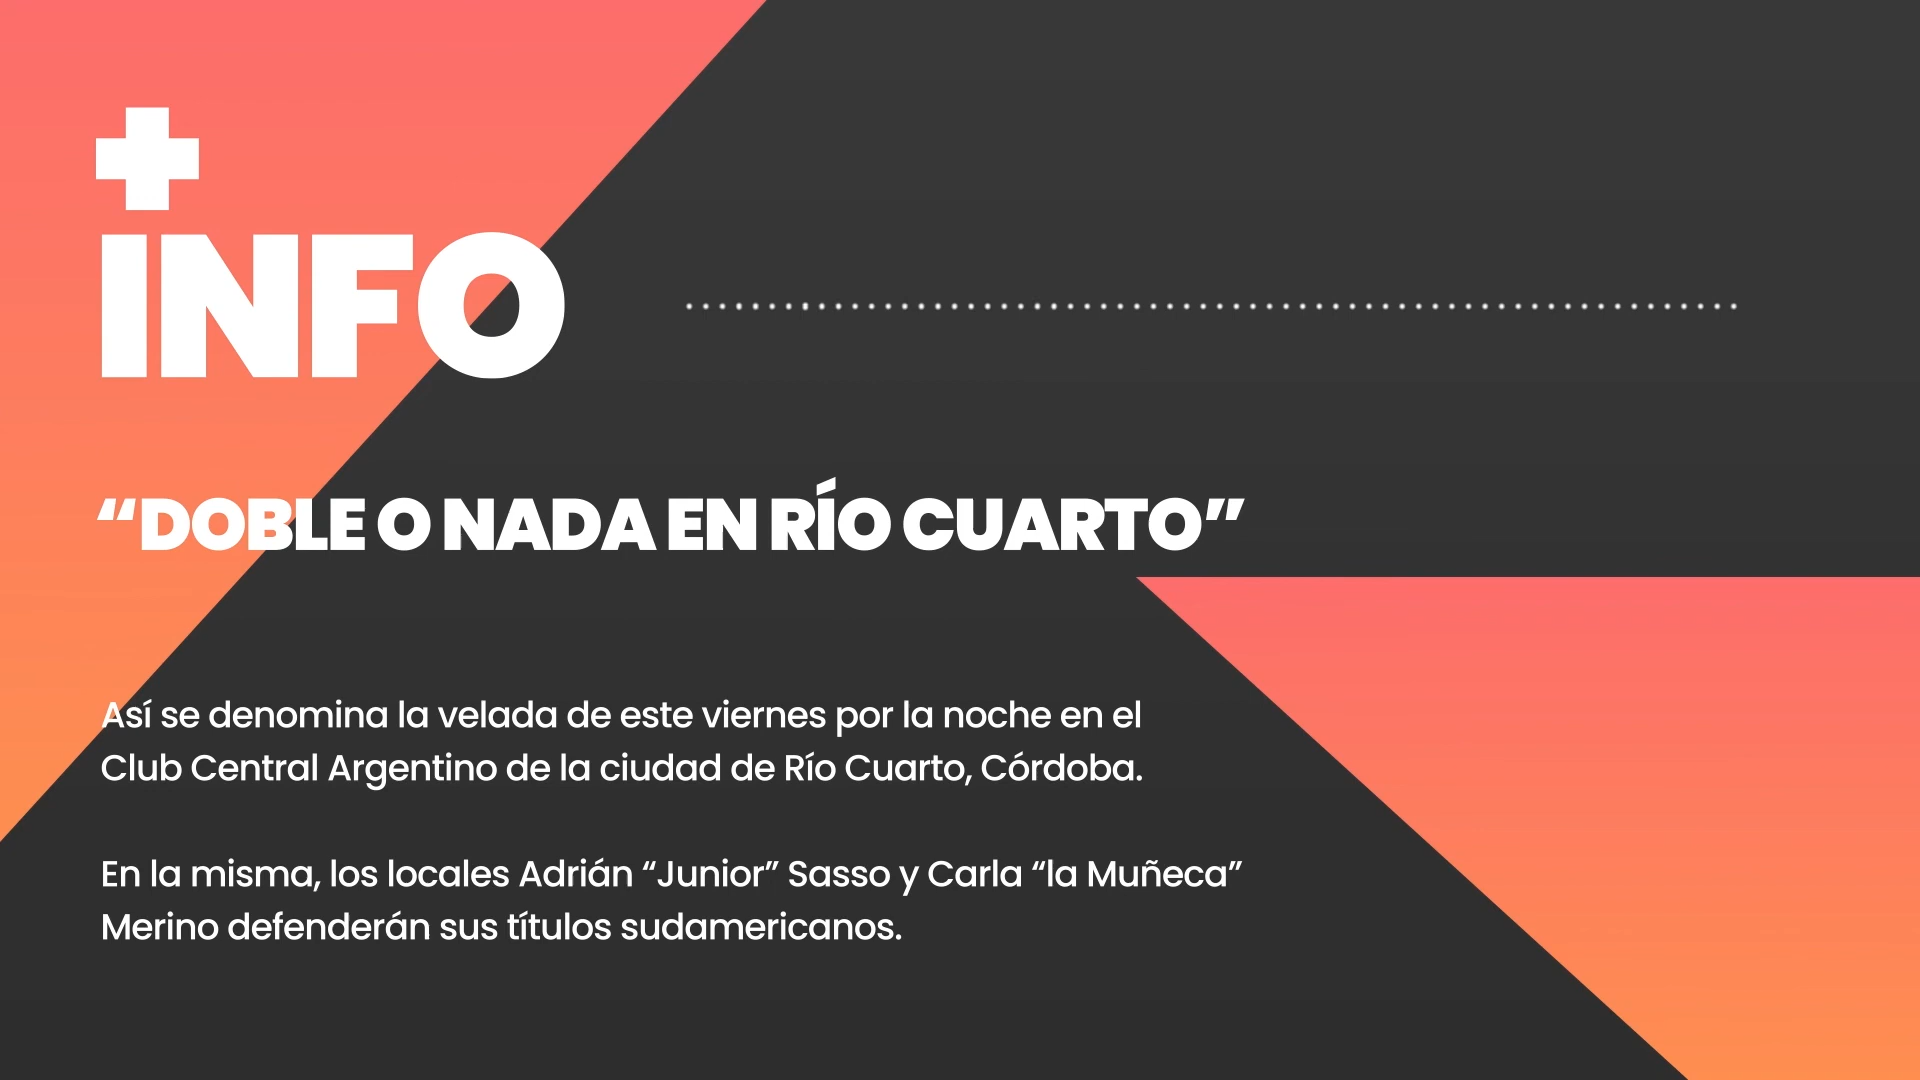 +
INFO
“DOBLE O NADA EN RÍO CUARTO”
Así se denomina la velada de este viernes por la noche en el
Club Central Argentino de la ciudad de Río Cuarto, Córdoba.
En la misma, los locales Adrián “Junior” Sasso y Carla “la Muñeca”
Merino defenderán sus títulos sudamericanos.